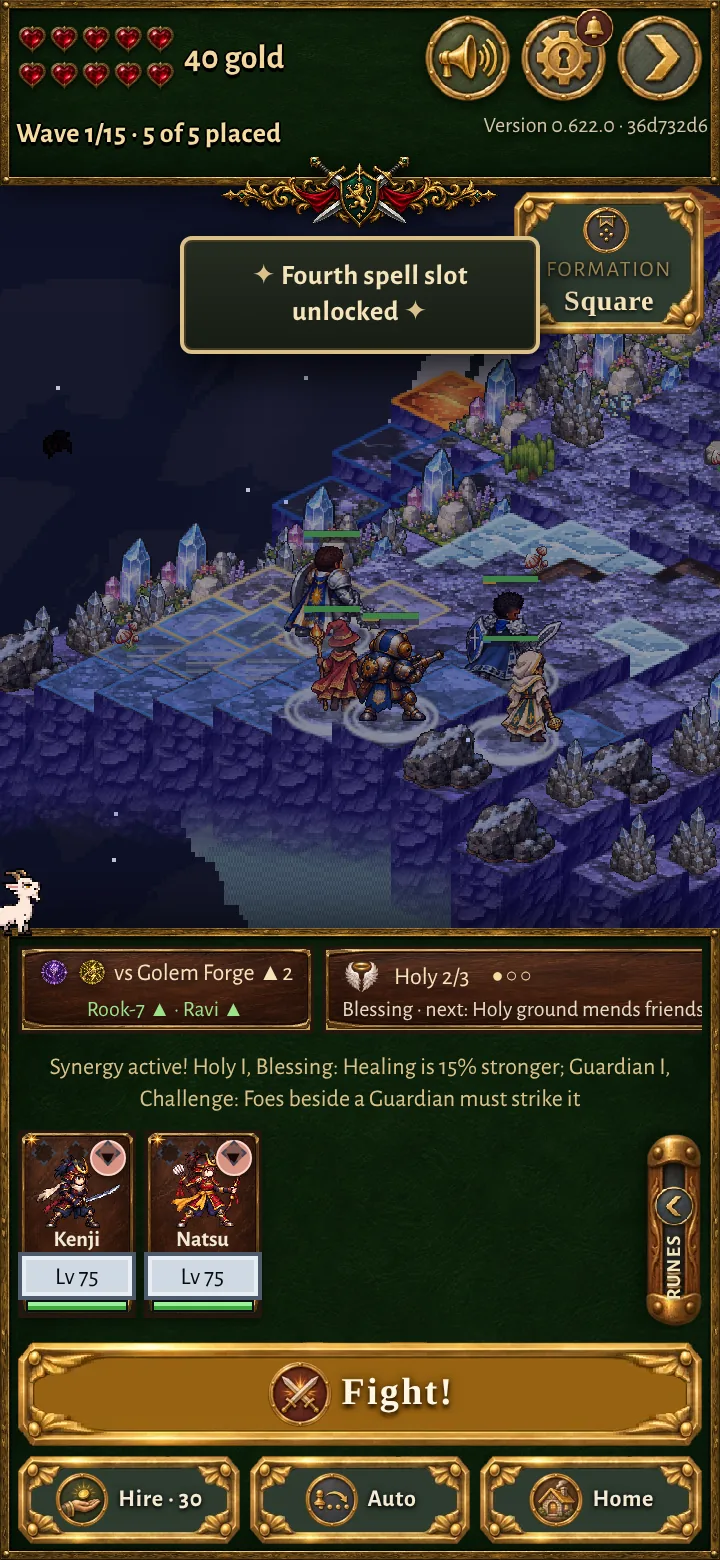 40 gold
Wave 1/15 · 5 of 5 placed
Version 0.622.0 · 36d732d6
FORMATION
Square
✦ Fourth spell slot
unlocked ✦
vs Golem Forge ▲2
Rook-7 ▲ · Ravi ▲
Holy 2/3 ●○○
Blessing · next: Holy ground mends friends
Synergy active! Holy I, Blessing: Healing is 15% stronger; Guardian I,
Challenge: Foes beside a Guardian must strike it
Kenji
Lv 75
Natsu
Lv 75
RUNES
Fight!
Hire · 30
Auto
Home